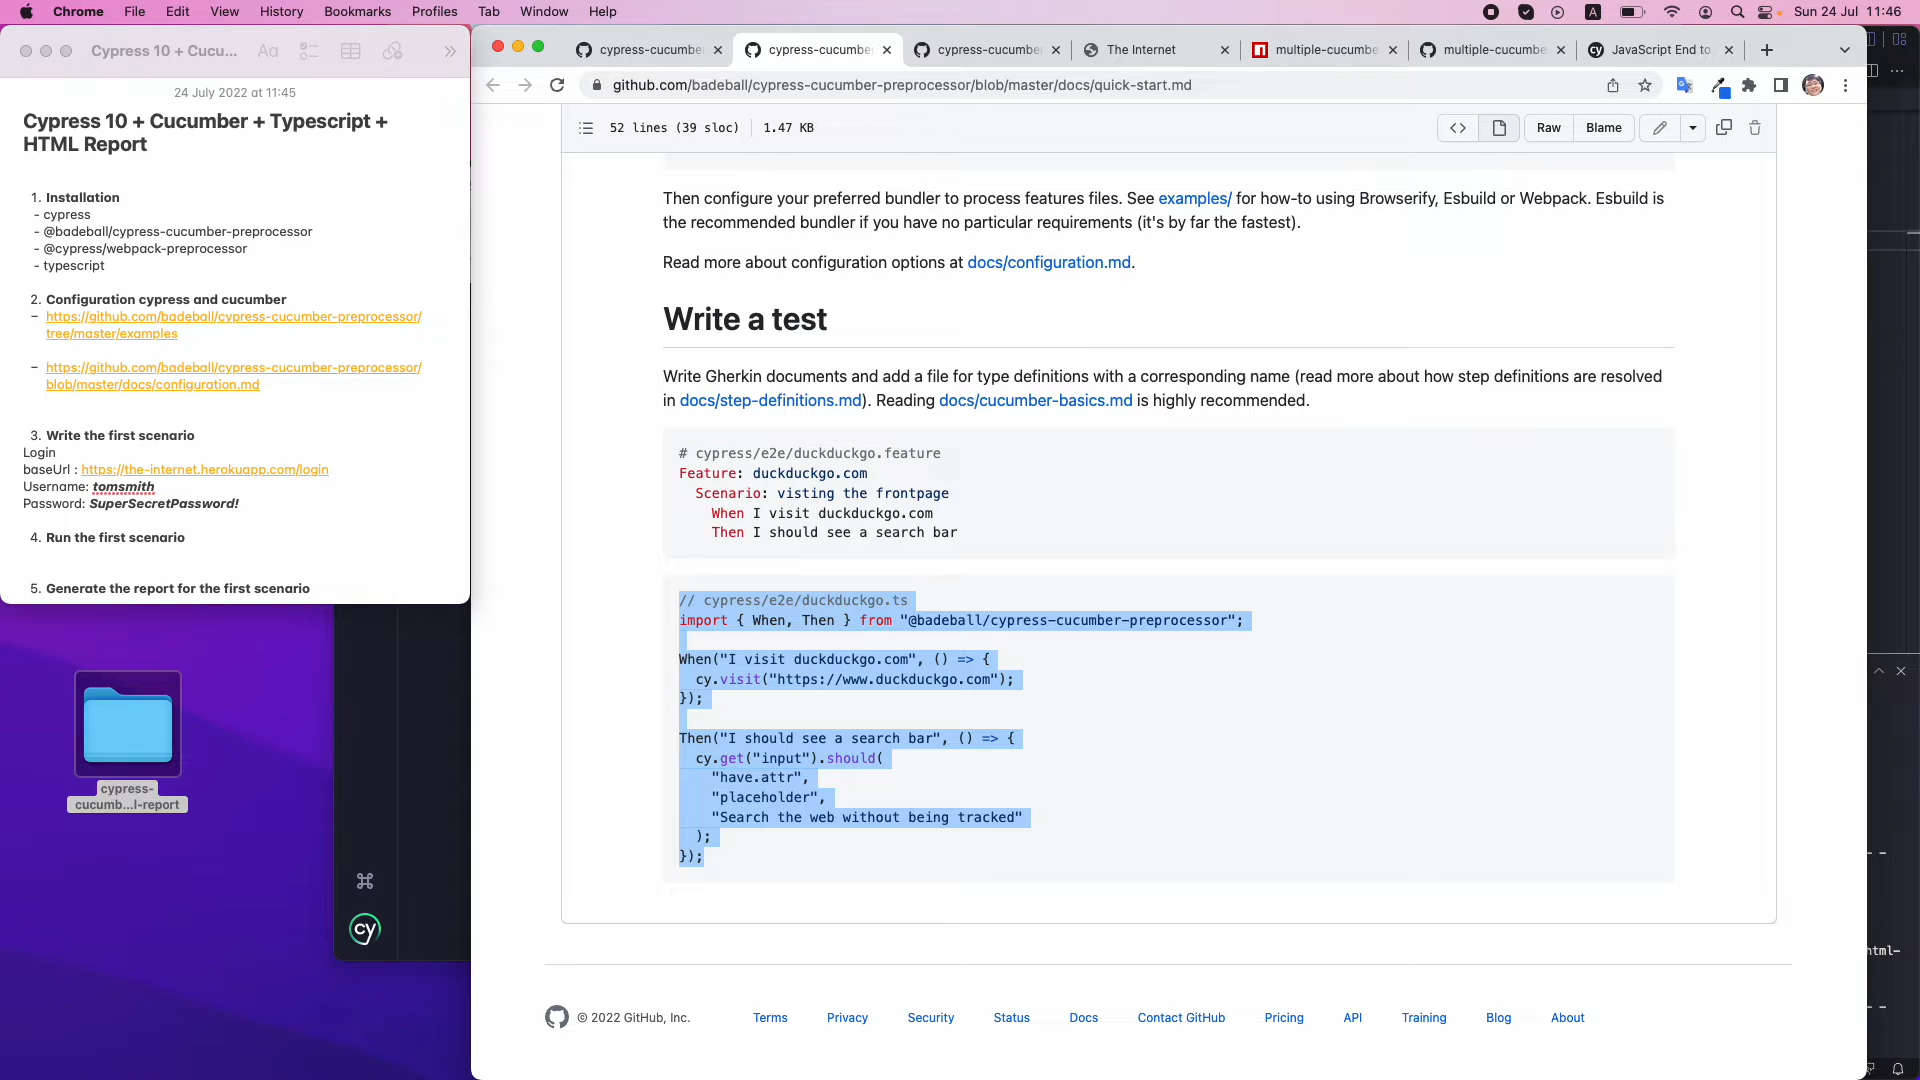 Chrome File Edit View History Bookmarks Profiles Tab Window Help
A Sun 24 Jul 11:46
Cypress 10 + Cucu... Aa
24 July 2022 at 11:45
Cypress 10 + Cucumber + Typescript +
HTML Report
1. Installation
- cypress
- @badeball/cypress-cucumber-preprocessor
- @cypress/webpack-preprocessor
- typescript
2. Configuration cypress and cucumber
– https://github.com/badeball/cypress-cucumber-preprocessor/
tree/master/examples
– https://github.com/badeball/cypress-cucumber-preprocessor/
blob/master/docs/configuration.md
3. Write the first scenario
Login
baseUrl : https://the-internet.herokuapp.com/login
Username: tomsmith
Password: SuperSecretPassword!
4. Run the first scenario
5. Generate the report for the first scenario
cypress-
cucumb...l-report
cy
cypress-cucumbe cypress-cucumbe cypress-cucumbe The Internet multiple-cucumbe multiple-cucumbe cy JavaScript End to
github.com/badeball/cypress-cucumber-preprocessor/blob/master/docs/quick-start.md
52 lines (39 sloc) 1.47 KB
Raw Blame
Then configure your preferred bundler to process features files. See examples/ for how-to using Browserify, Esbuild or Webpack. Esbuild is
the recommended bundler if you have no particular requirements (it's by far the fastest).
Read more about configuration options at docs/configuration.md.
Write a test
Write Gherkin documents and add a file for type definitions with a corresponding name (read more about how step definitions are resolved
in docs/step-definitions.md). Reading docs/cucumber-basics.md is highly recommended.
# cypress/e2e/duckduckgo.feature
Feature: duckduckgo.com
Scenario: visting the frontpage
When I visit duckduckgo.com
Then I should see a search bar
// cypress/e2e/duckduckgo.ts
import { When, Then } from "@badeball/cypress-cucumber-preprocessor";
When("I visit duckduckgo.com", () => {
cy.visit("https://www.duckduckgo.com");
});
Then("I should see a search bar", () => {
cy.get("input").should(
"have.attr",
"placeholder",
"Search the web without being tracked"
);
});
© 2022 GitHub, Inc. Terms Privacy Security Status Docs Contact GitHub Pricing API Training Blog About
html-